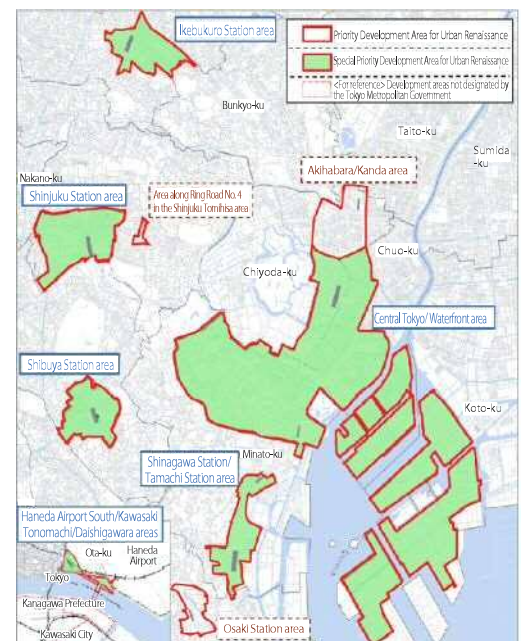 Ikebukuro Station area
Priority Development Area for Urban Renaissance
Special Priority Development Area for Urban Renaissance
<For reference> Development areas not designated by
the Tokyo Metropolitan Government
Bunkyo-ku
Taito-ku
Sumida
-ku
Akihabara/Kanda area
Nakano-ku
Shinjuku Station area
Area along Ring Road No. 4
in the Shinjuku Tomihisa area
Chuo-ku
Chiyoda-ku
Central Tokyo/Waterfront area
Shibuya Station area
Koto-ku
Minato-ku
Shinagawa Station/
Tamachi Station area
Haneda Airport South/Kawasaki
Tonomachi/Daishigawara areas
Ota-ku
Haneda
Airport
Tokyo
Kanagawa Prefecture
Kawasaki City
Osaki Station area